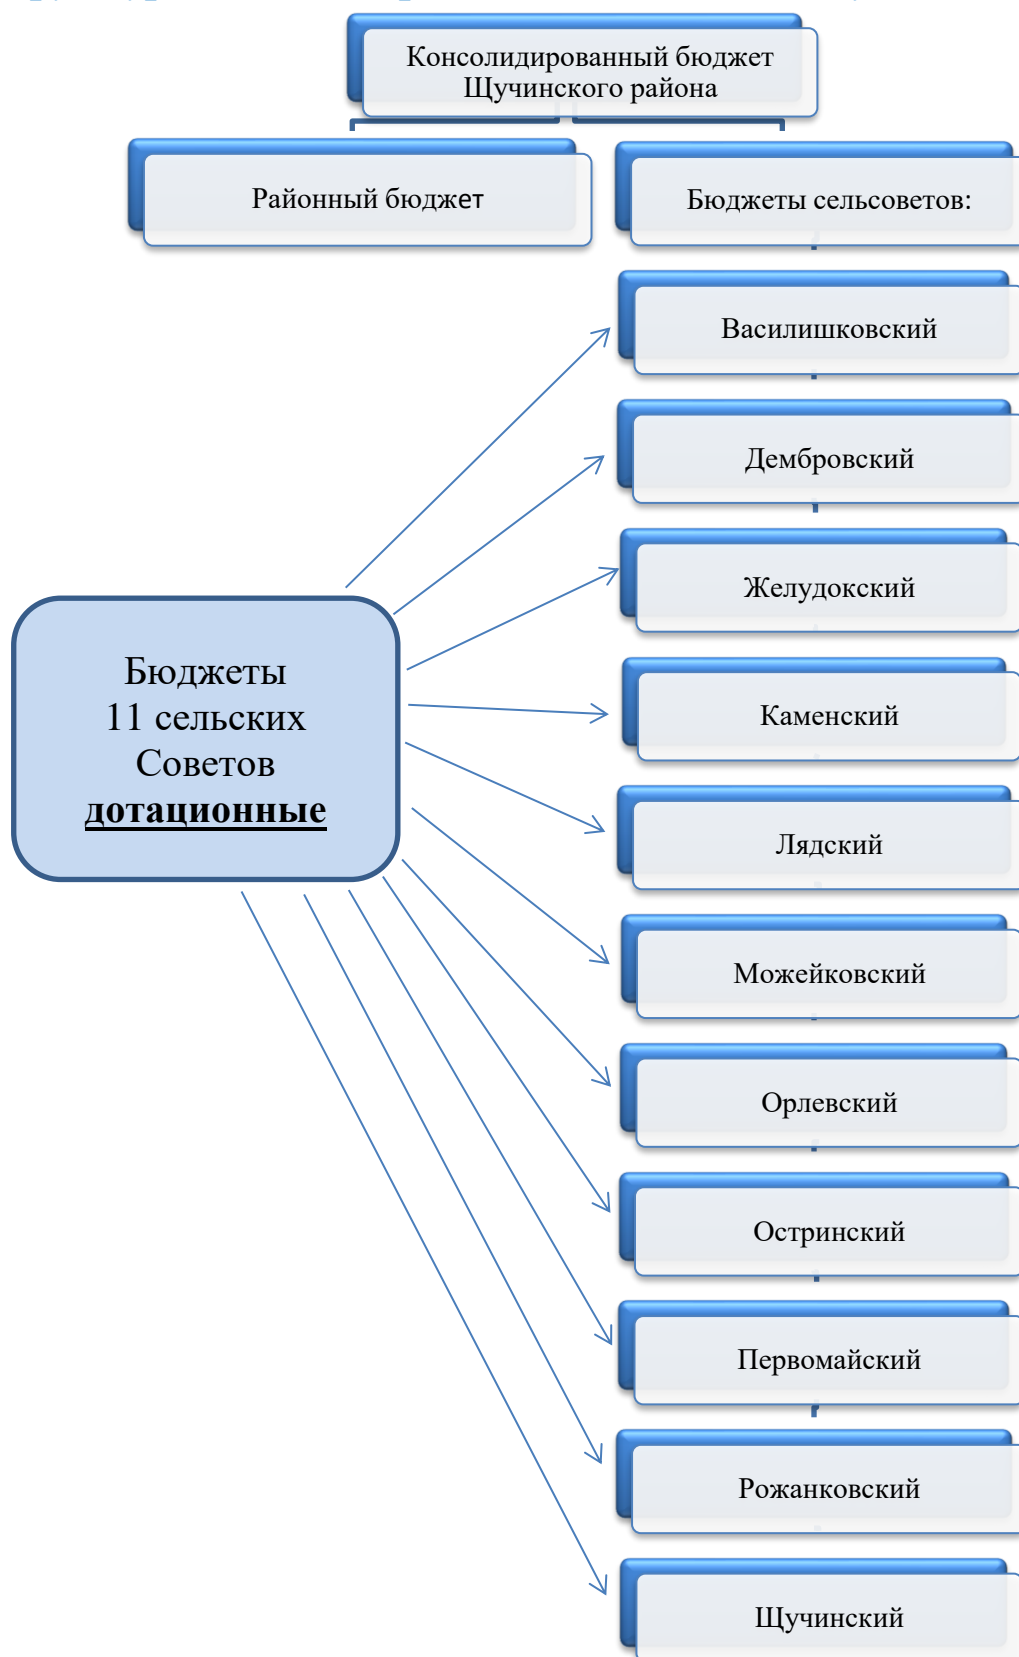 Консолидированный бюджет
Щучинского района
Районный бюджет
Бюджеты сельсоветов:
Василишковский
Дембровский
Желудокский
Бюджеты
11 сельских
Советов
дотационные
Каменский
Лядский
Можейковский
Орлевский
Остринский
Первомайский
Рожанковский
Щучинский